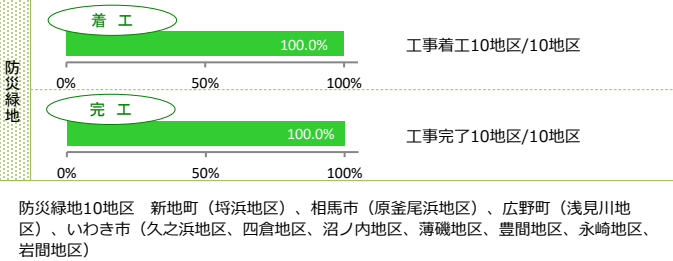 防災緑地
着 工
100.0%
工事着工10地区/10地区
0% 50% 100%
完 工
100.0%
工事完了10地区/10地区
0% 50% 100%
防災緑地10地区 新地町（埒浜地区）、相馬市（原釜尾浜地区）、広野町（浅見川地
区）、いわき市（久之浜地区、四倉地区、沼ノ内地区、薄磯地区、豊間地区、永崎地区、
岩間地区）